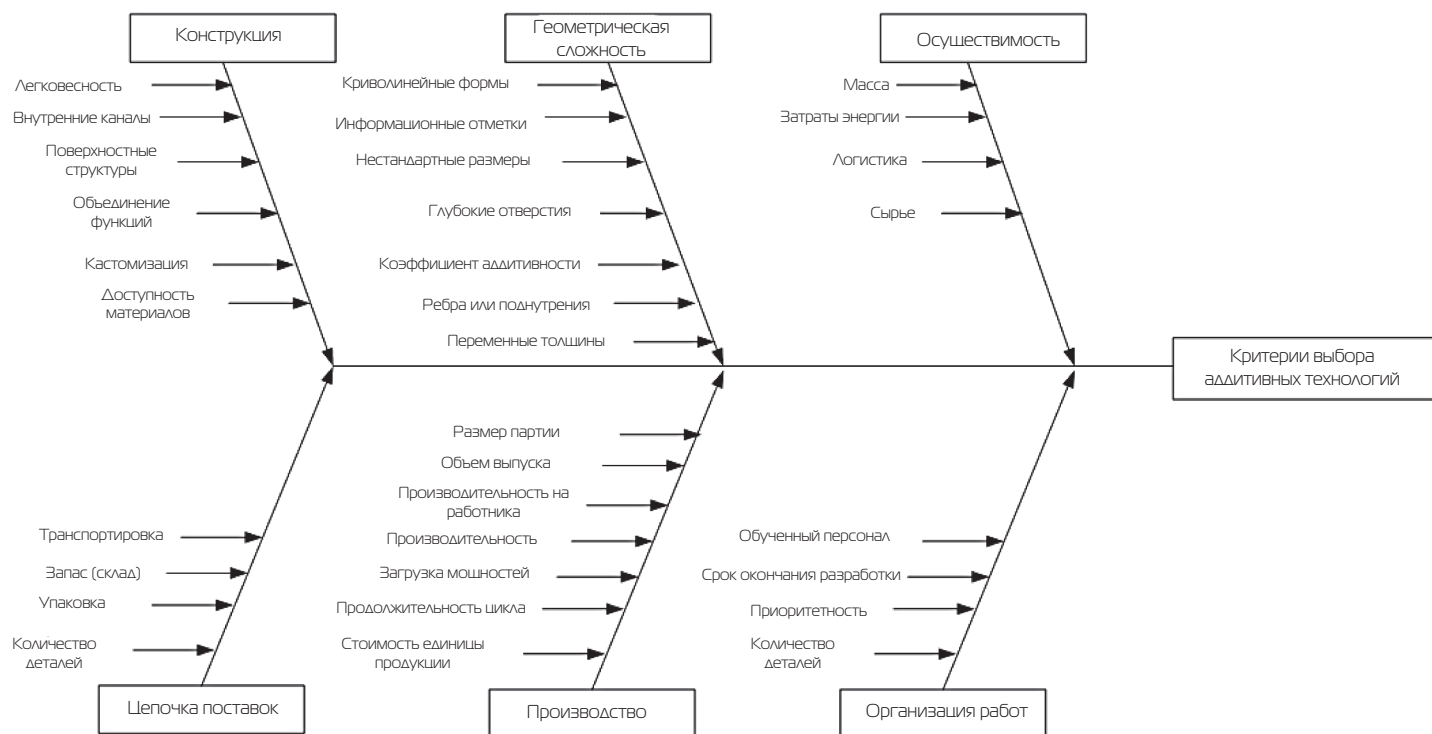 Конструкция
Геометрическая
сложность
Осуществимость
Легковесность
Внутренние каналы
Поверхностные
структуры
Объединение
функций
Кастомизация
Доступность
материалов
Криволинейные формы
Информационные отметки
Нестандартные размеры
Глубокие отверстия
Коэффициент аддитивности
Ребра или поднутрения
Переменные толщины
Масса
Затраты энергии
Логистика
Сырье
Критерии выбора
аддитивных технологий
Транспортировка
Запас (склад)
Упаковка
Количество
деталей
Размер партии
Объем выпуска
Производительность на
работника
Производительность
Загрузка мощностей
Продолжительность цикла
Стоимость единицы
продукции
Обученный персонал
Срок окончания разработки
Приоритетность
Количество
деталей
Цепочка поставок
Производство
Организация работ